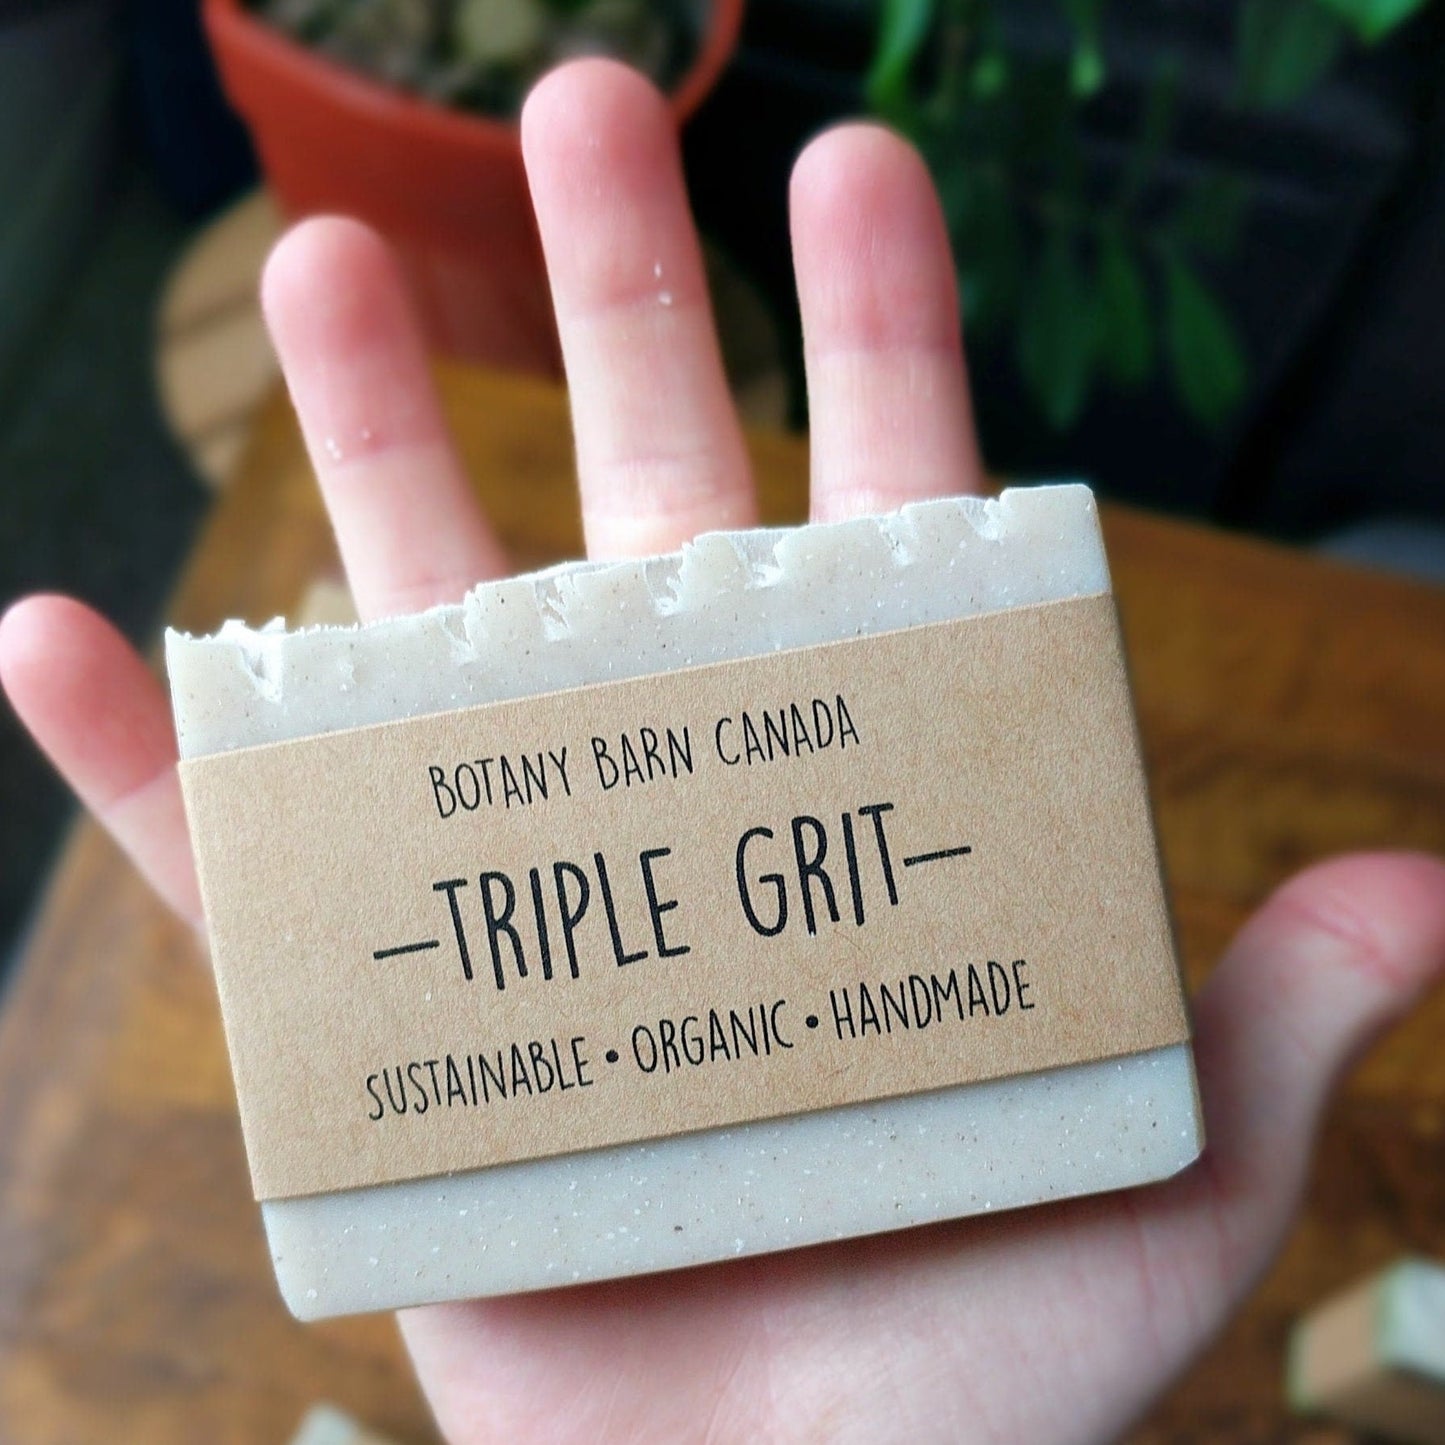 BOTANY BARN CANADA
—TRIPLE GRIT—
SUSTAINABLE • ORGANIC • HANDMADE